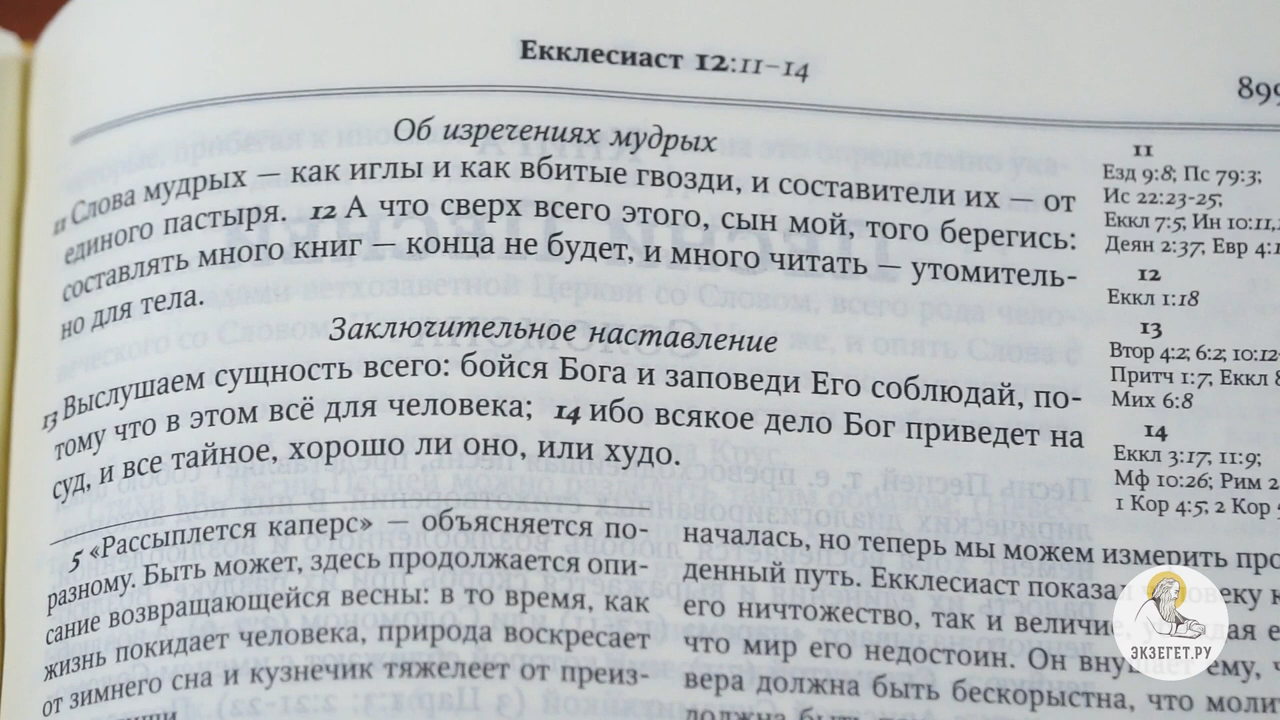 Екклесиаст 12:11–14
899
Об изречениях мудрых
11 Слова мудрых — как иглы и как вбитые гвозди, и составители их — от
единого пастыря. 12 А что сверх всего этого, сын мой, того берегись:
составлять много книг — конца не будет, и много читать — утомитель-
но для тела.
Заключительное наставление
13 Выслушаем сущность всего: бойся Бога и заповеди Его соблюдай, по-
тому что в этом всё для человека; 14 ибо всякое дело Бог приведет на
суд, и все тайное, хорошо ли оно, или худо.
11
Езд 9:8; Пс 79:3;
Ис 22:23-25;
Еккл 7:5; Ин 10:11,
Деян 2:37; Евр 4:1
12
Еккл 1:18
13
Втор 4:2; 6:2; 10:12
Притч 1:7; Еккл 8
Мих 6:8
14
Еккл 3:17; 11:9;
Мф 10:26; Рим 2
1 Кор 4:5; 2 Кор
5 «Рассыплется каперс» — объясняется по-
разному. Быть может, здесь продолжается опи-
сание возвращающейся весны: в то время, как
жизнь покидает человека, природа воскресает
от зимнего сна и кузнечик тяжелеет от преиз-
началась, но теперь мы можем измерить про
денный путь. Екклесиаст показал человеку к
его ничтожество, так и величие,
что мир его недостоин. Он внушает ему, ч
вера должна быть бескорыстна, что моли
должна быть
ЭКЗЕГЕТ.РУ